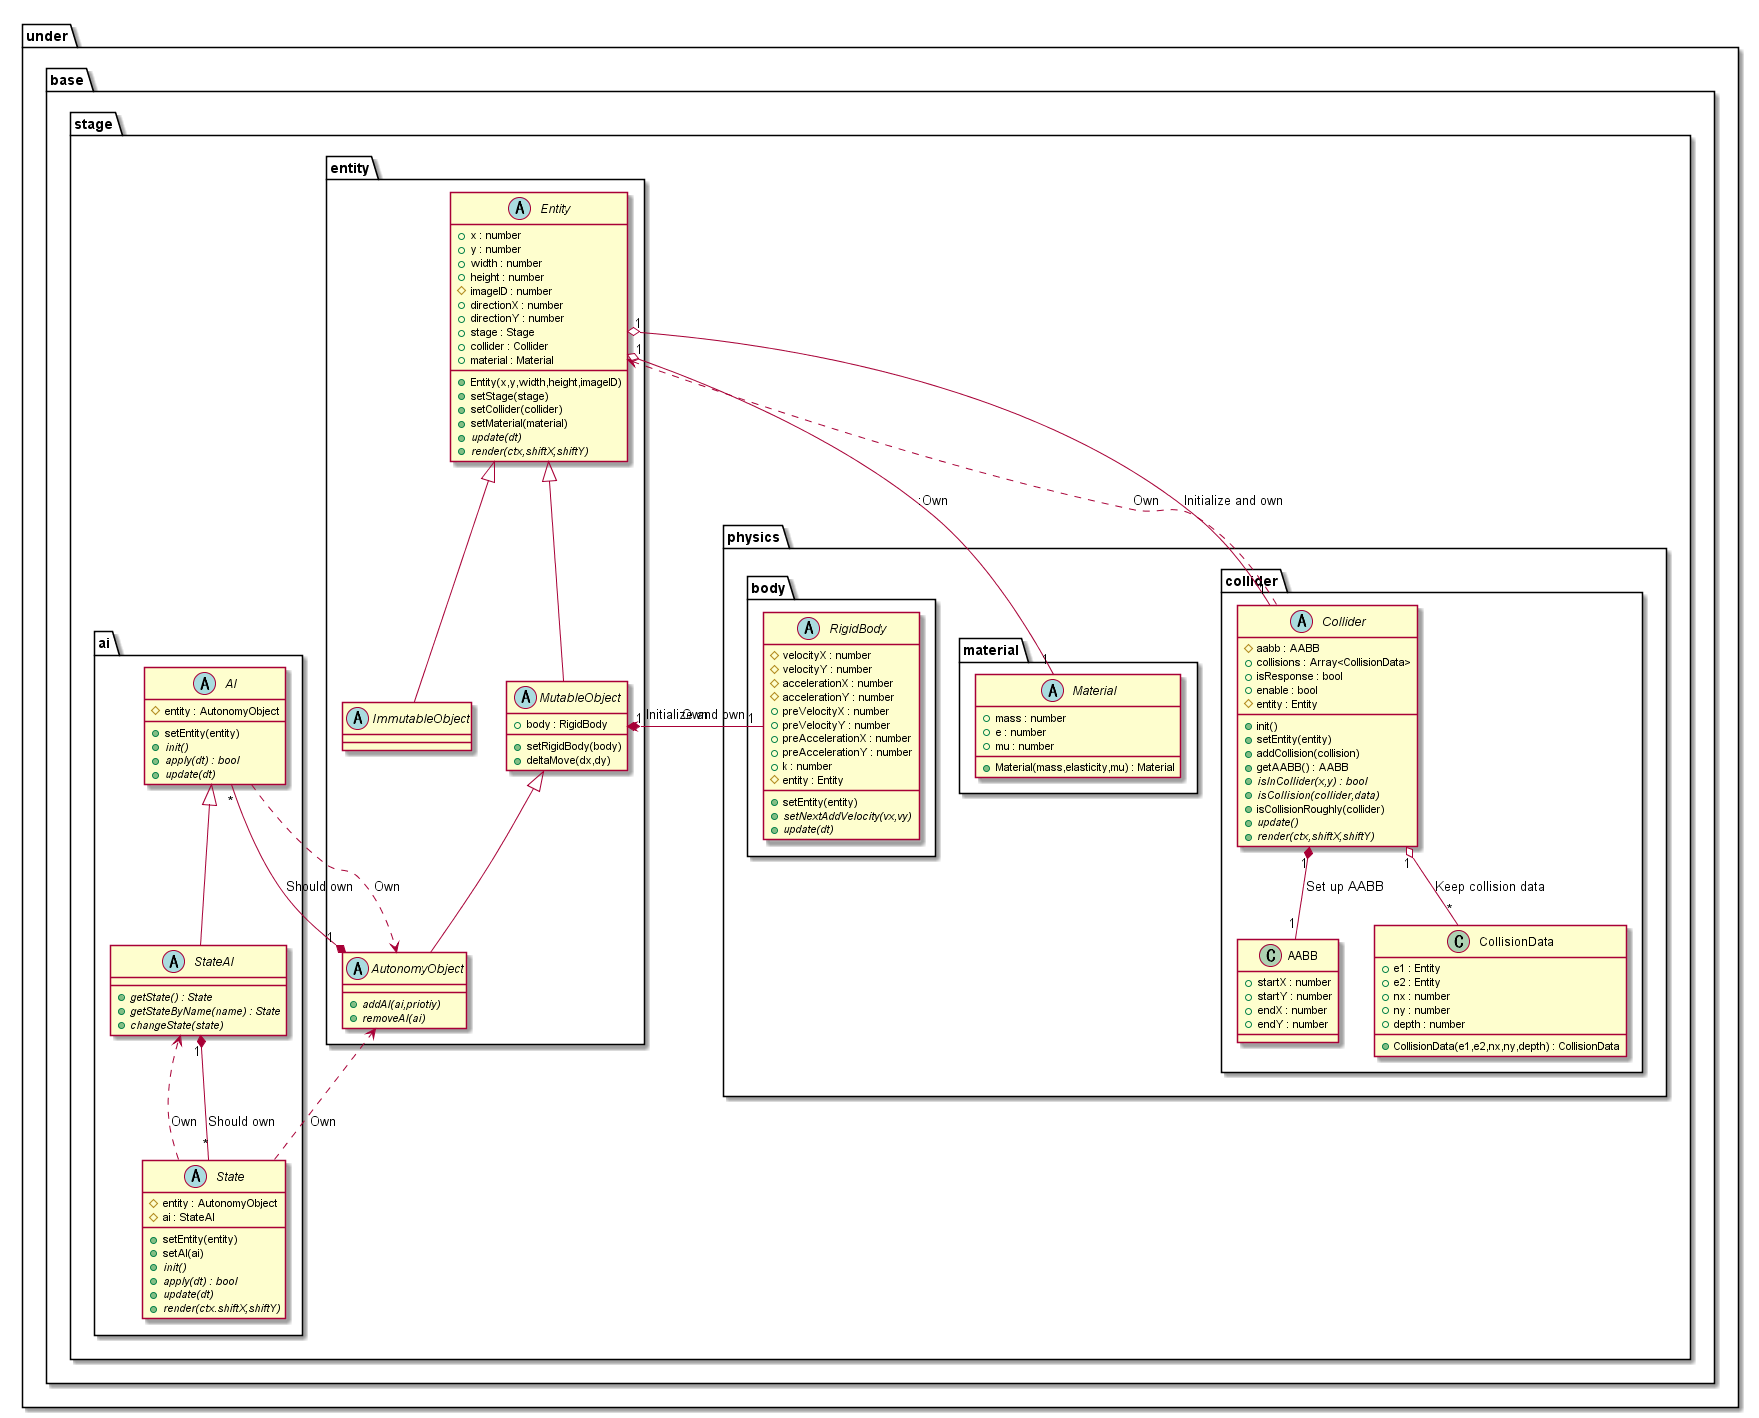 under
base
stage
entity
Entity
x : number
y : number
width : number
height : number
imageID : number
directionX : number
directionY : number
stage : Stage
collider : Collider
material : Material
Entity(x,y,width,height,imageID)
setStage(stage)
setCollider(collider)
setMaterial(material)
update(dt)
render(ctx,shiftX,shiftY)
1
1
Own
Own
Initialize and own
physics
body
RigidBody
velocityX : number
velocityY : number
accelerationX : number
accelerationY : number
preVelocityX : number
preVelocityY : number
preAccelerationX : number
preAccelerationY : number
k : number
entity : Entity
setEntity(entity)
setNextAddVelocity(vx,vy)
update(dt)
material
1
Material
mass : number
e : number
mu : number
Material(mass,elasticity,mu) : Material
collider
1
Collider
aabb : AABB
collisions : Array<CollisionData>
isResponse : bool
enable : bool
entity : Entity
init()
setEntity(entity)
addCollision(collision)
getAABB() : AABB
isInCollider(x,y) : bool
isCollision(collider,data)
isCollisionRoughly(collider)
update()
render(ctx,shiftX,shiftY)
1
1
Set up AABB
Keep collision data
1
*
AABB
startX : number
startY : number
endX : number
endY : number
CollisionData
e1 : Entity
e2 : Entity
nx : number
ny : number
depth : number
CollisionData(e1,e2,nx,ny,depth) : CollisionData
ai
AI
entity : AutonomyObject
setEntity(entity)
init()
apply(dt) : bool
update(dt)
*
ImmutableObject
MutableObject
body : RigidBody
setRigidBody(body)
deltaMove(dx,dy)
1
Initialize and own
Own
1
Should own
Own
1
StateAI
getState() : State
getStateByName(name) : State
changeState(state)
AutonomyObject
addAI(ai,priotiy)
removeAI(ai)
1
Own
Should own
Own
*
State
entity : AutonomyObject
ai : StateAI
setEntity(entity)
setAI(ai)
init()
apply(dt) : bool
update(dt)
render(ctx.shiftX,shiftY)